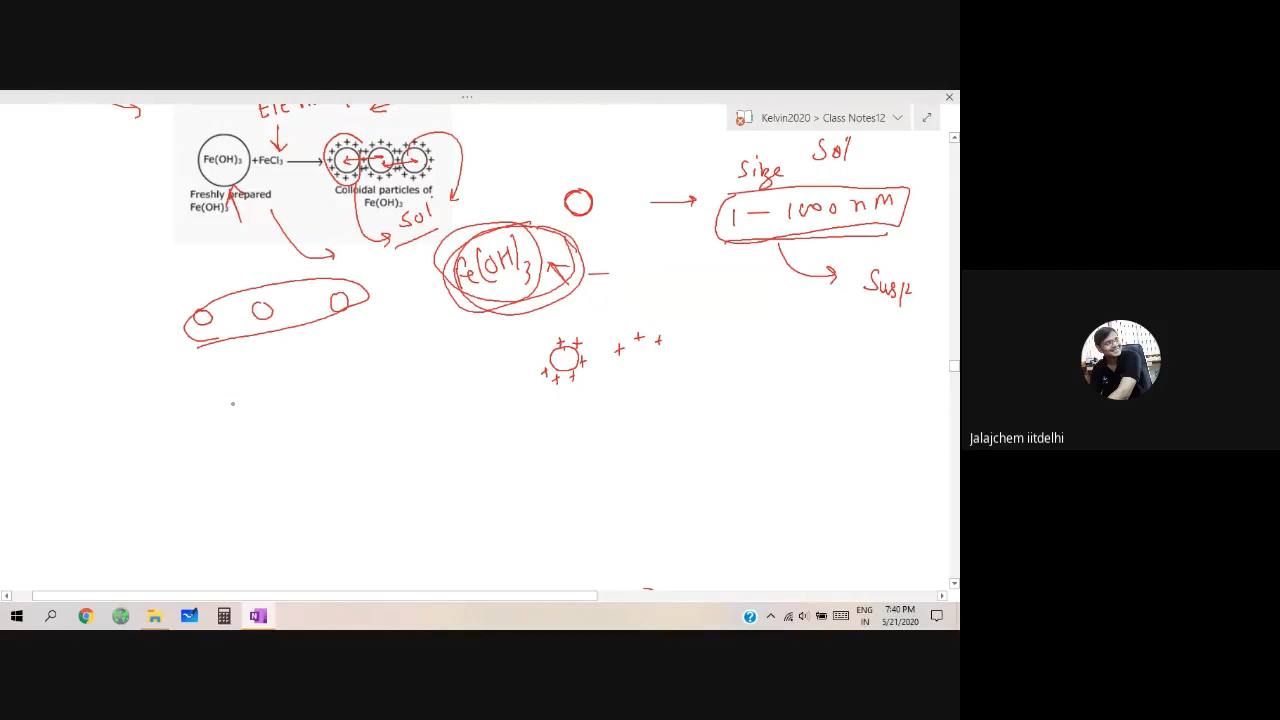 Kelvin2020 > Class Notes12
Sol
size
1 – 1000 nm
Susp
Fe(OH)₃ +FeCl₃
Freshly prepared
Fe(OH)₃
Colloidal particles of
Fe(OH)₃
sol
Fe(OH)₃
Jalajchem iitdelhi
ENG
IN
7:40 PM
5/21/2020